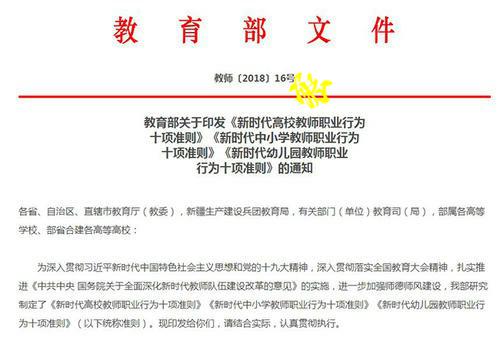 教育部文件
教师〔2018〕16号
教育部关于印发《新时代高校教师职业行为
十项准则》《新时代中小学教师职业行为
十项准则》《新时代幼儿园教师职业
行为十项准则》的通知
各省、自治区、直辖市教育厅（教委），新疆生产建设兵团教育局，有关部门（单位）教育司（局），部属各高等
学校、部省合建各高等高校：
为深入贯彻习近平新时代中国特色社会主义思想和党的十九大精神，深入贯彻落实全国教育大会精神，扎实推
进《中共中央 国务院关于全面深化新时代教师队伍建设改革的意见》的实施，进一步加强师德师风建设，我部研究
制定了《新时代高校教师职业行为十项准则》《新时代中小学教师职业行为十项准则》《新时代幼儿园教师职业行为
十项准则》（以下统称准则）。现印发给你们，请结合实际，认真贯彻执行。